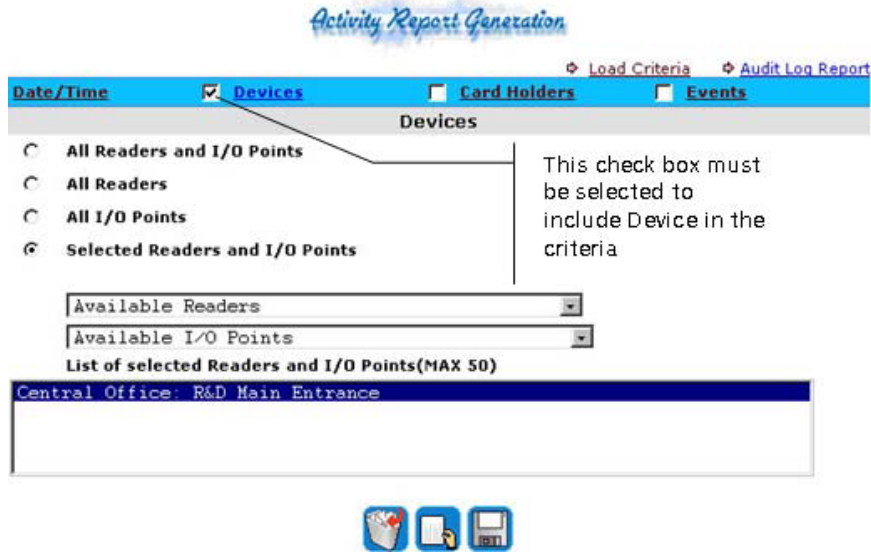 Activity Report Generation
Load Criteria Audit Log Report
Date/Time Devices Card Holders Events
Devices
All Readers and I/O Points
All Readers
All I/O Points
Selected Readers and I/O Points
This check box must
be selected to
include Device in the
criteria
Available Readers
Available I/O Points
List of selected Readers and I/O Points(MAX 50)
Central Office: R&D Main Entrance